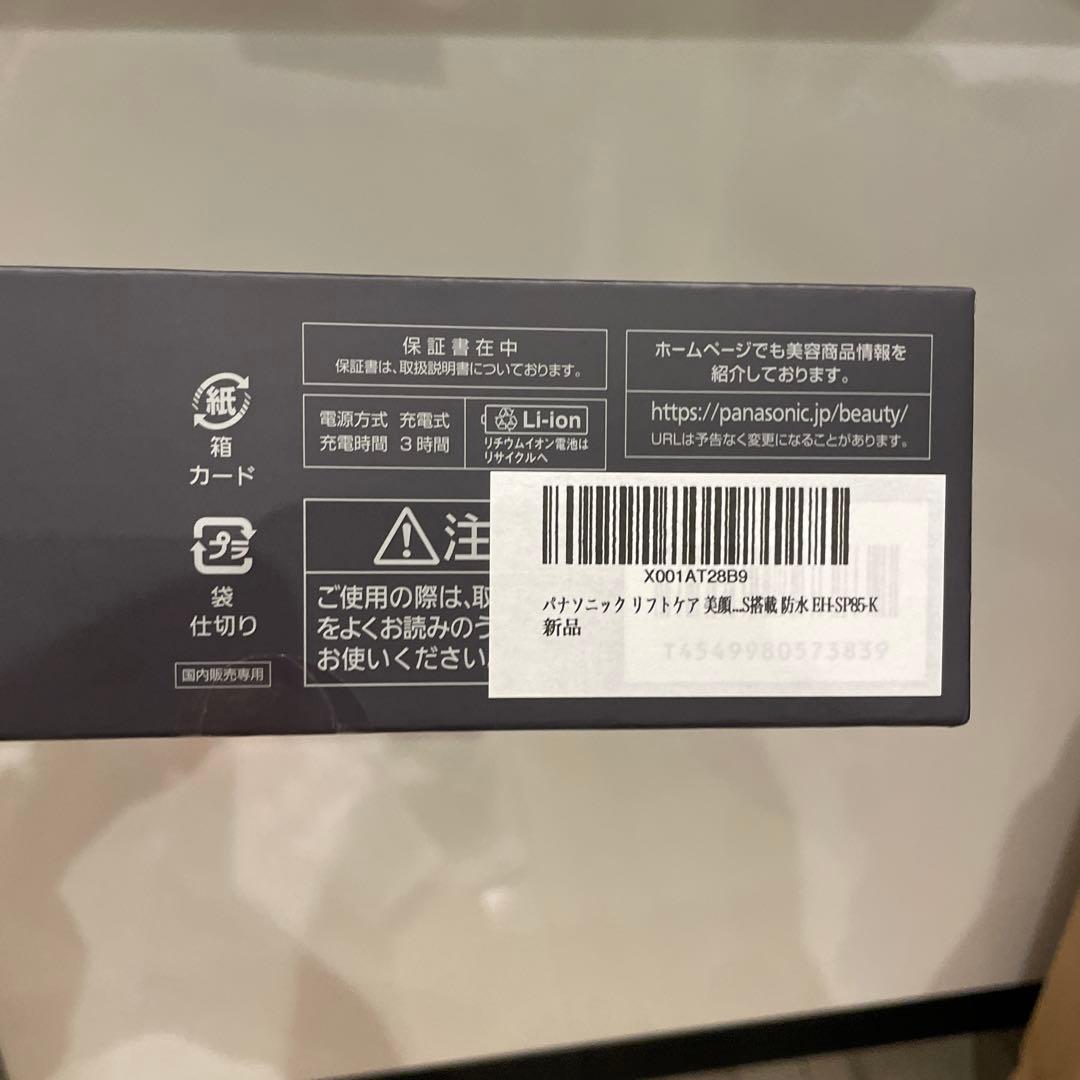 紙
箱
カード
プラ
袋
仕切り
国内販売専用
保証書在中
保証書は、取扱説明書についております。
電源方式 充電式
充電時間 3時間
Li-ion
リチウムイオン電池は
リサイクルへ
ホームページでも美容商品情報を
紹介しております。
https://panasonic.jp/beauty/
URLは予告なく変更になることがあります。
注
ご使用の際は、取
をよくお読みのう
お使いください
X001AT28B9
パナソニック リフトケア 美顔...S搭載 防水 EH-SP85-K
新品
T4549980573839